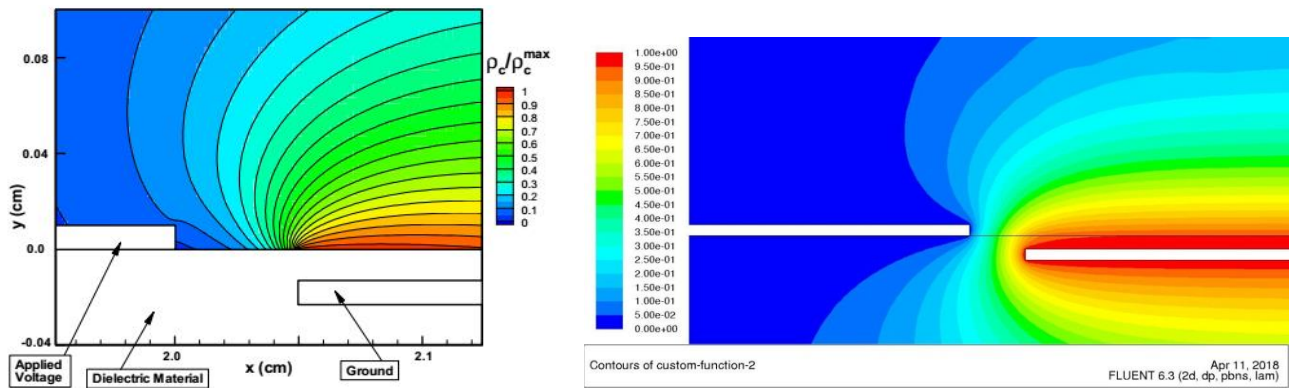 0.08
0.04
0.0
-0.04
y (cm)
2.0
2.1
x (cm)
ρc/ρc^max
1
0.9
0.8
0.7
0.6
0.5
0.4
0.3
0.2
0.1
0
Applied
Voltage
Dielectric Material
Ground
1.00e+00
9.50e-01
9.00e-01
8.50e-01
8.00e-01
7.50e-01
7.00e-01
6.50e-01
6.00e-01
5.50e-01
5.00e-01
4.50e-01
4.00e-01
3.50e-01
3.00e-01
2.50e-01
2.00e-01
1.50e-01
1.00e-01
5.00e-02
0.00e+00
Contours of custom-function-2
Apr 11, 2018
FLUENT 6.3 (2d, dp, pbns, lam)